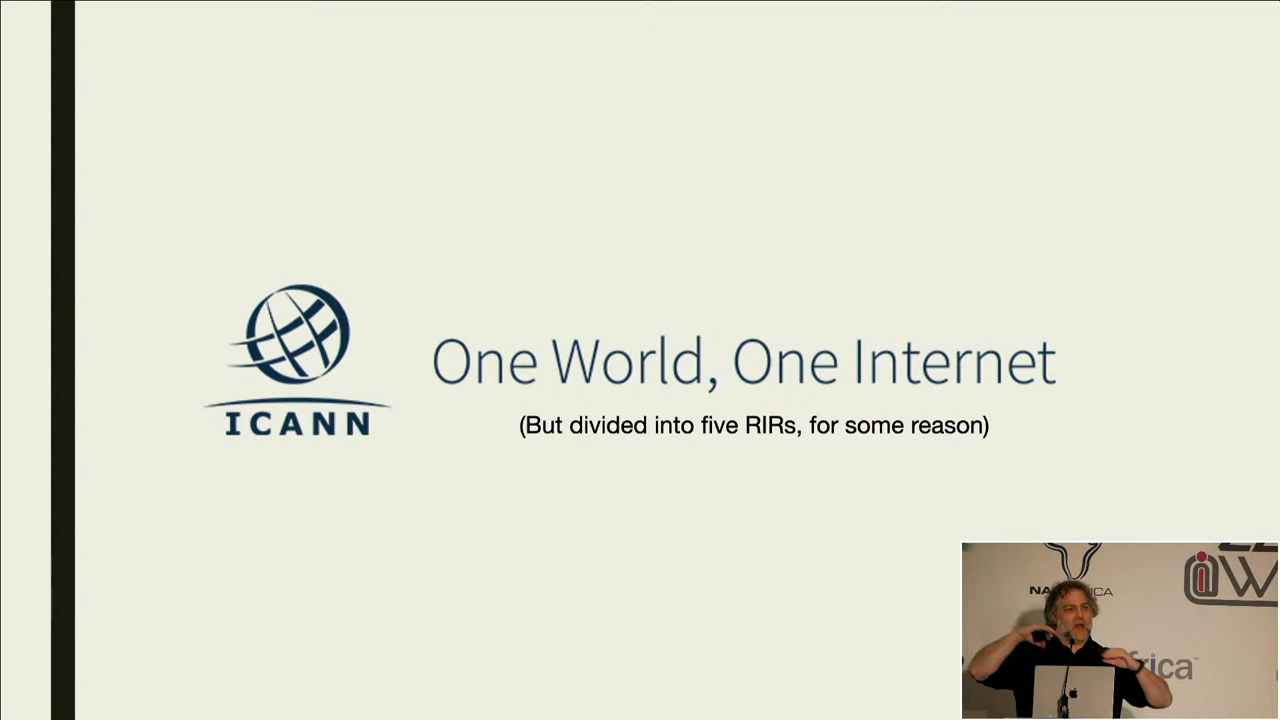 One World, One Internet
ICANN
(But divided into five RIRs, for some reason)